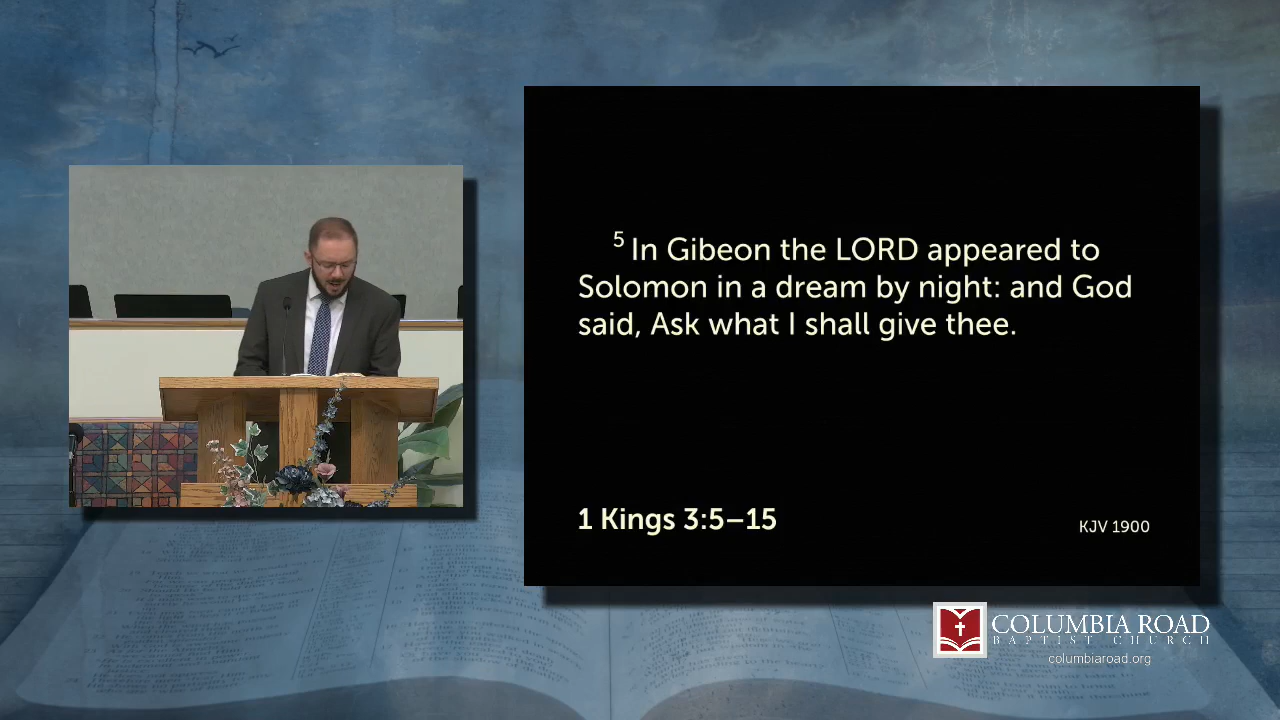 5 In Gibeon the LORD appeared to
Solomon in a dream by night: and God
said, Ask what I shall give thee.
1 Kings 3:5–15
KJV 1900
COLUMBIA ROAD
BAPTIST CHURCH
columbiaroad.org